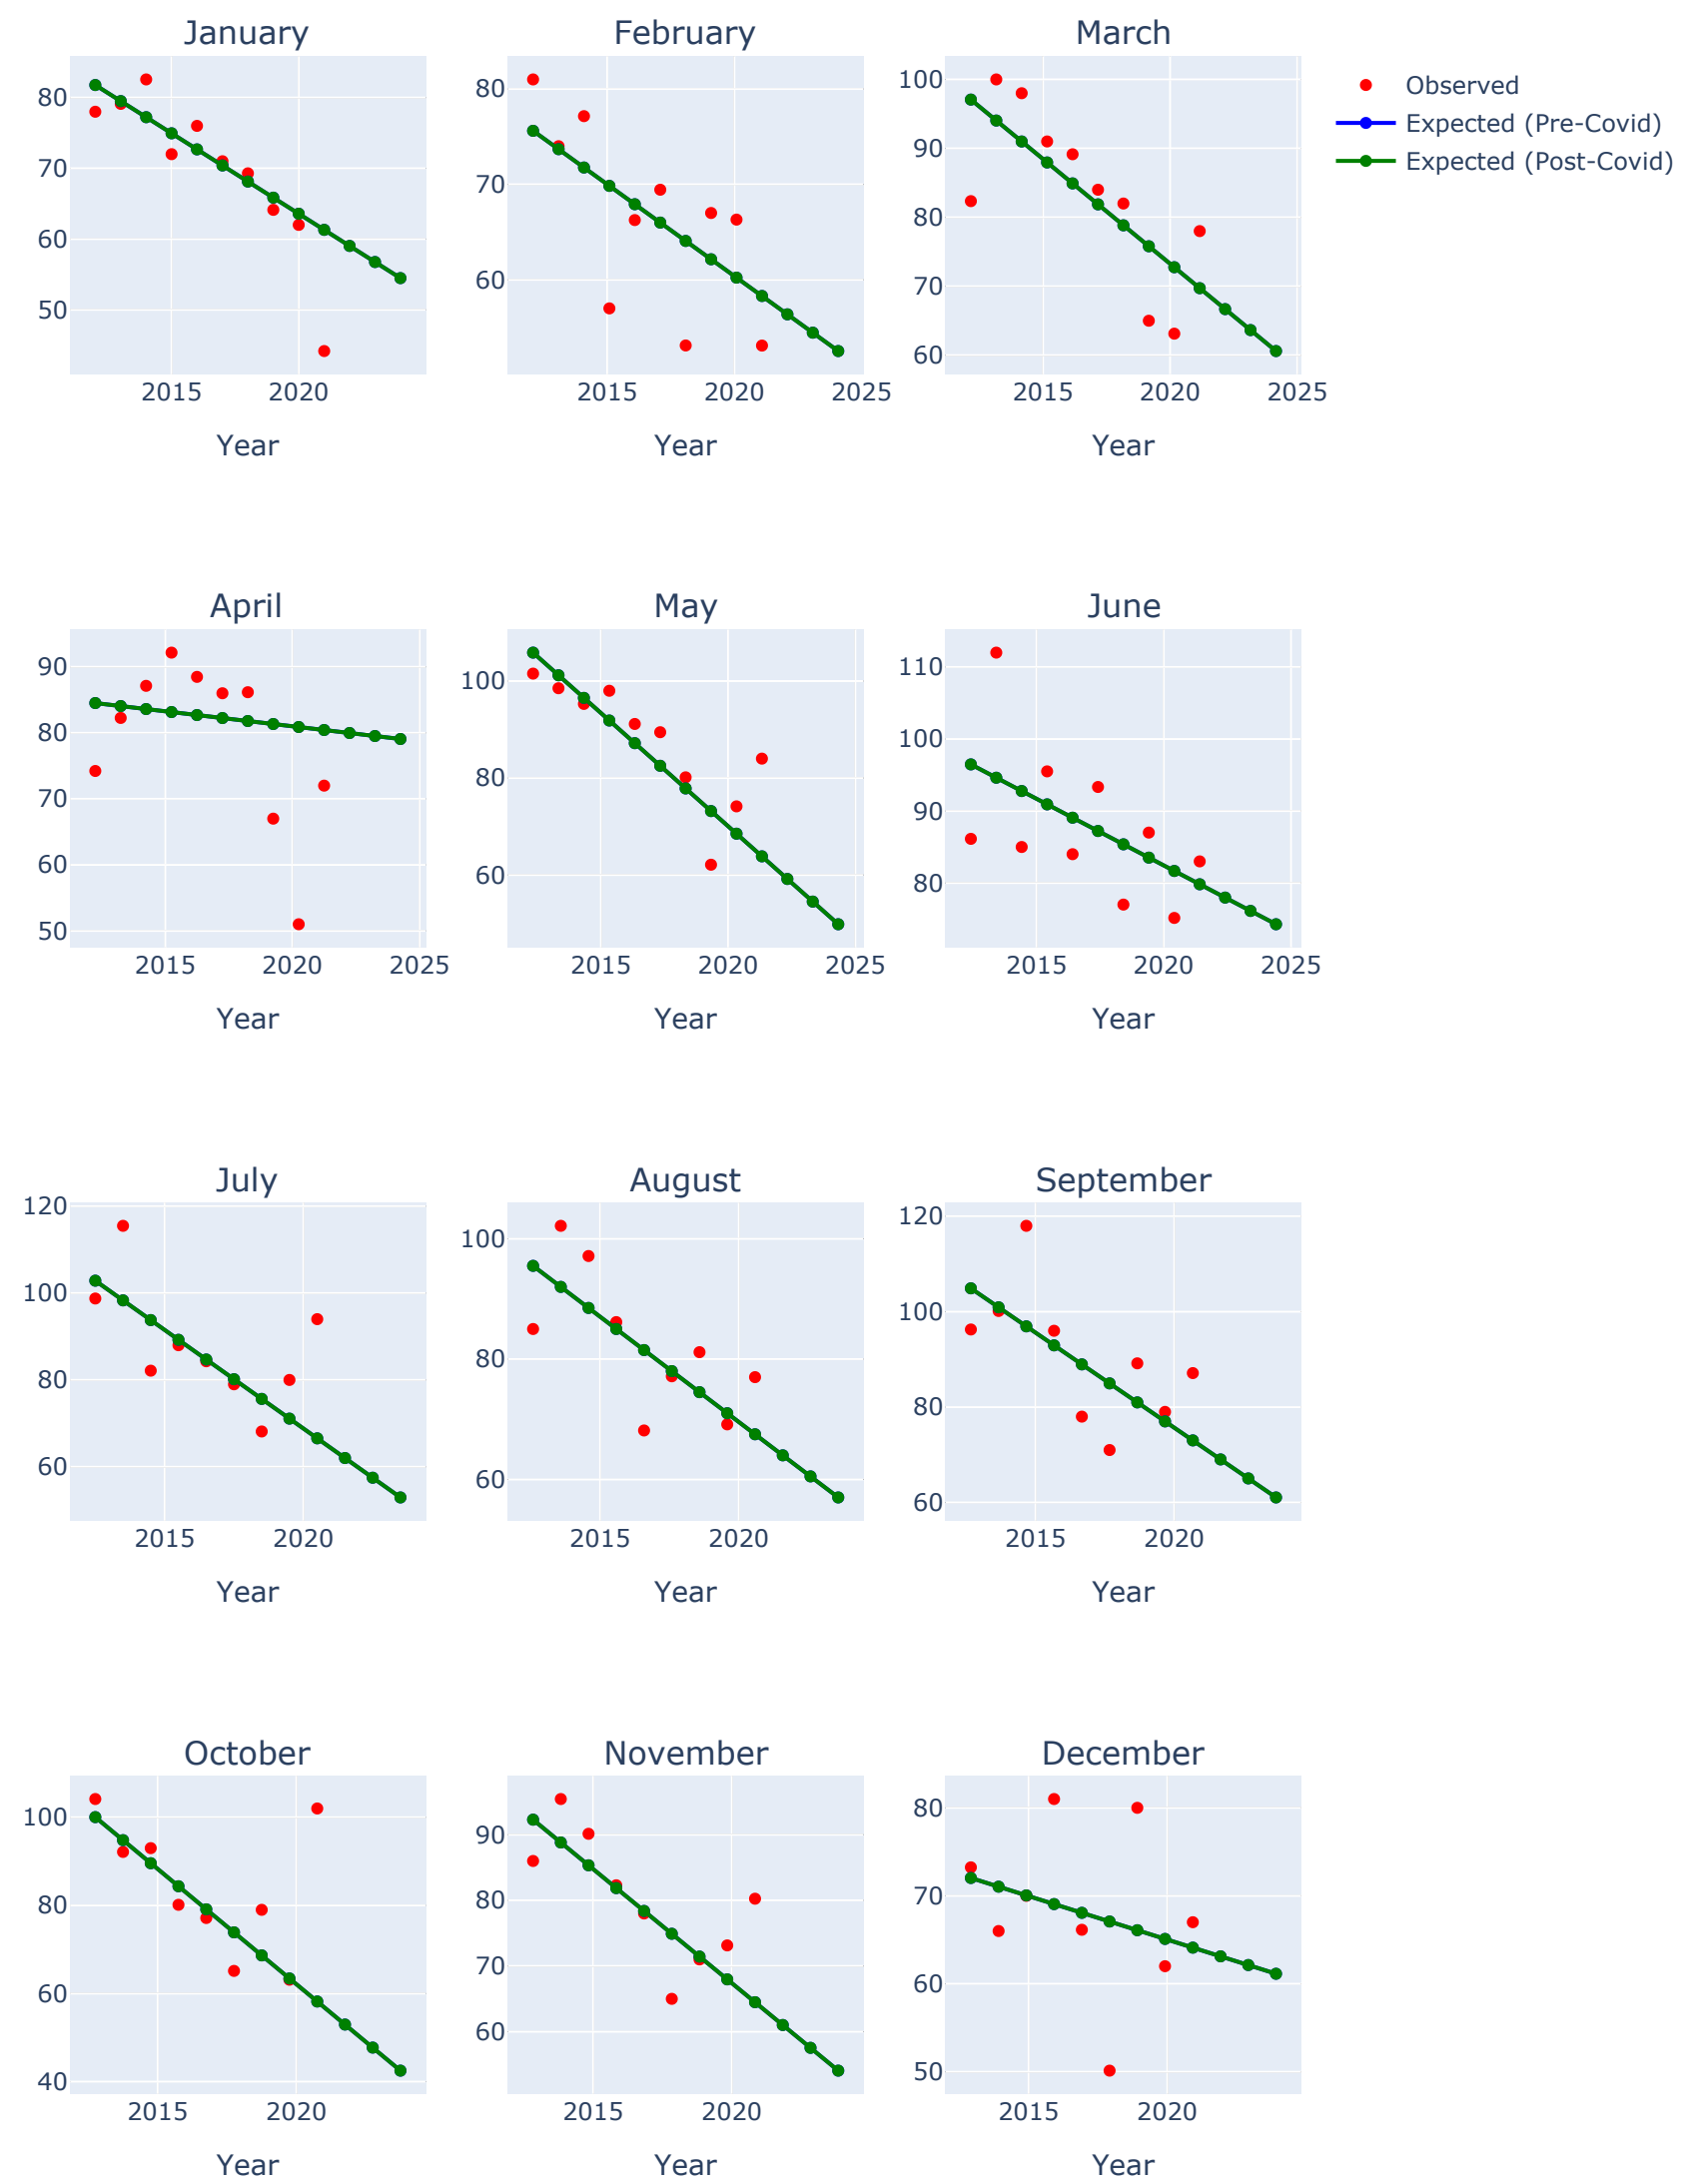 January
February
March
80
70
60
50
80
70
60
100
90
80
70
60
Observed
Expected (Pre-Covid)
Expected (Post-Covid)
2015 2020
2015 2020 2025
2015 2020 2025
Year
Year
Year
April
May
June
90
80
70
60
50
100
80
60
110
100
90
80
2015 2020 2025
2015 2020 2025
2015 2020 2025
Year
Year
Year
July
August
September
120
100
80
60
100
80
60
120
100
80
60
2015 2020
2015 2020
2015 2020
Year
Year
Year
October
November
December
100
80
60
40
90
80
70
60
80
70
60
50
2015 2020
2015 2020
2015 2020
Year
Year
Year